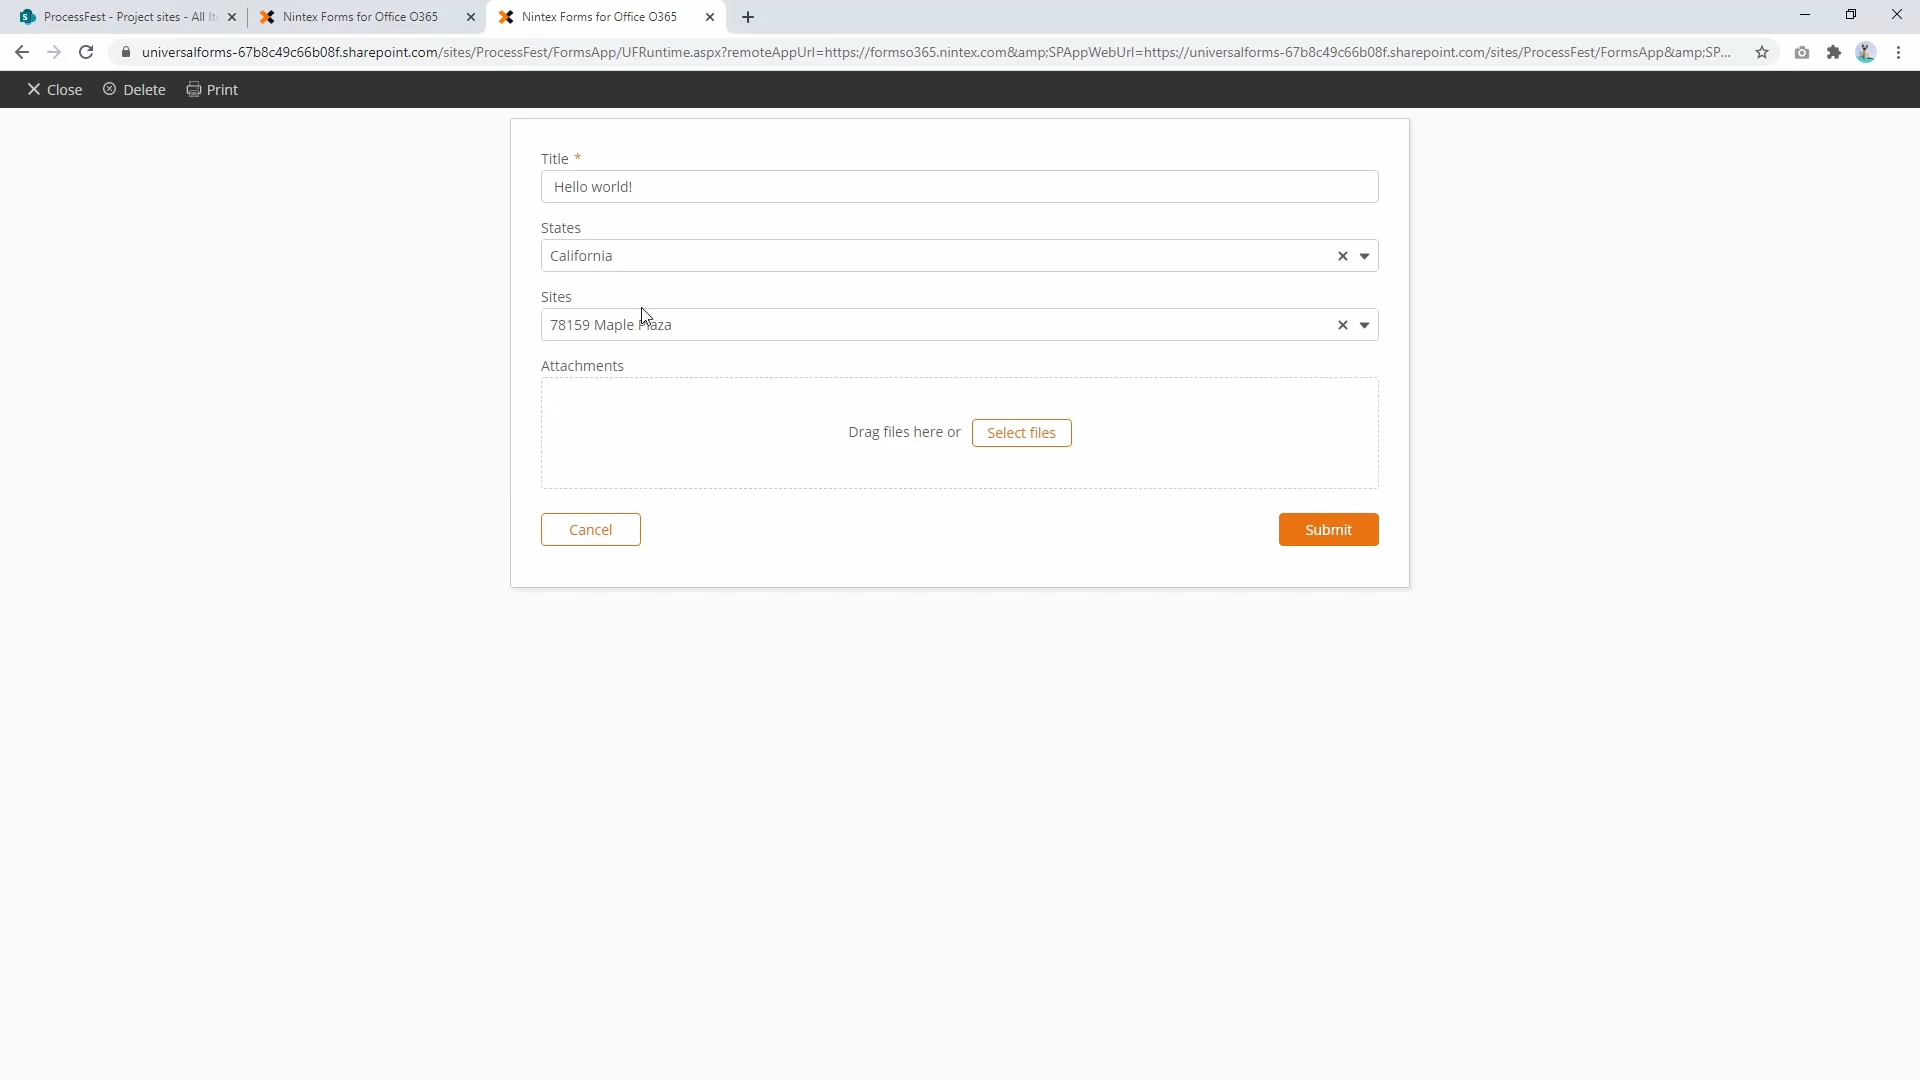 ProcessFest - Project sites - All It
Nintex Forms for Office O365
Nintex Forms for Office O365
universalforms-67b8c49c66b08f.sharepoint.com/sites/ProcessFest/FormsApp/UFRuntime.aspx?remoteAppUrl=https://formso365.nintex.com&amp;SPAppWebUrl=https://universalforms-67b8c49c66b08f.sharepoint.com/sites/ProcessFest/FormsApp&amp;SP...
Close Delete Print
Title *
Hello world!
States
California
Sites
78159 Maple Plaza
Attachments
Drag files here or Select files
Cancel Submit